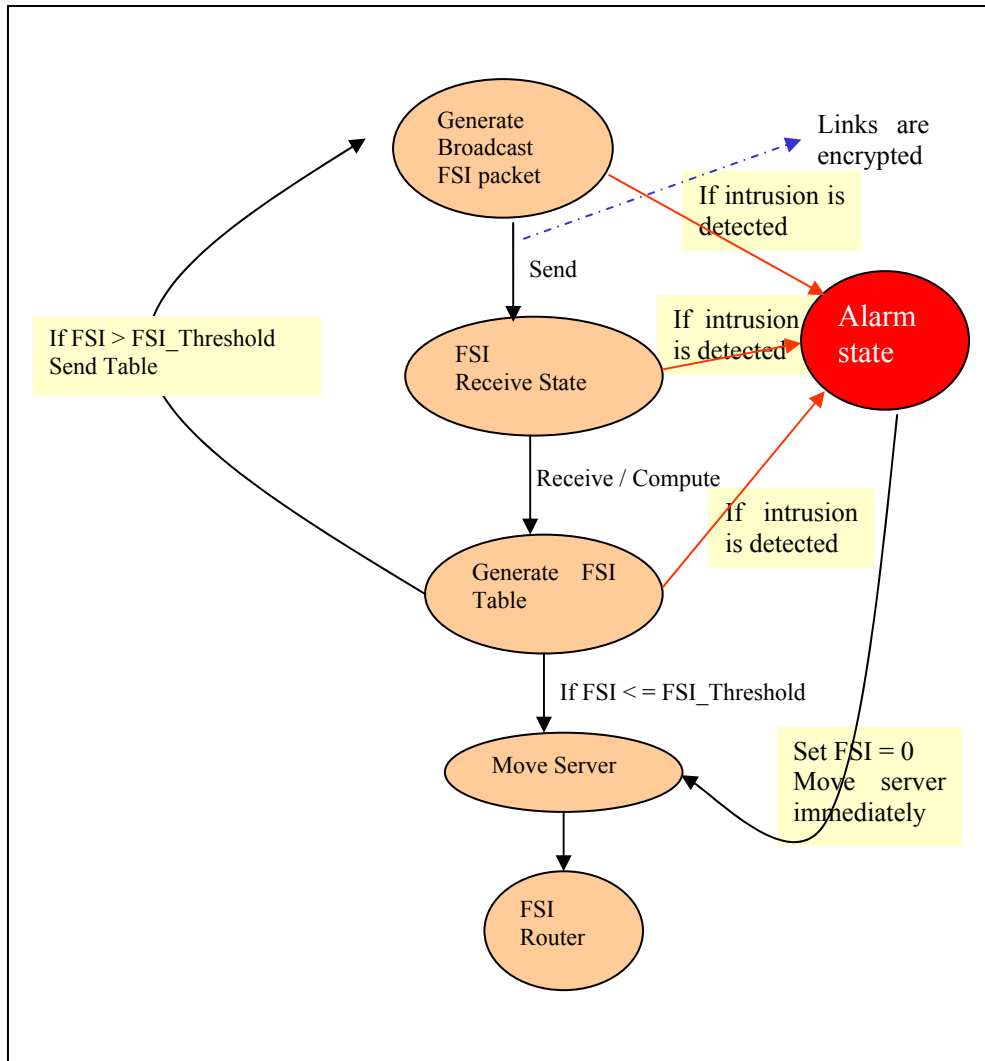 Generate
Broadcast
FSI packet
Links are
encrypted
If intrusion is
detected
Send
If FSI > FSI_Threshold
Send Table
FSI
Receive State
If intrusion
is detected
Alarm
state
Receive / Compute
If intrusion
is detected
Generate FSI
Table
If FSI < = FSI_Threshold
Move Server
Set FSI = 0
Move server
immediately
FSI
Router